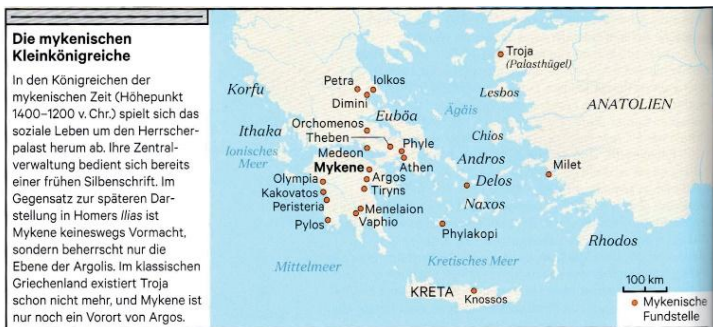 Die mykenischen
Kleinkönigreiche
In den Königreichen der
mykenischen Zeit (Höhepunkt
1400–1200 v. Chr.) spielt sich das
soziale Leben um den Herrscher-
palast herum ab. Ihre Zentral-
verwaltung bedient sich bereits
einer frühen Silbenschrift. Im
Gegensatz zur späteren Dar-
stellung in Homers Ilias ist
Mykene keineswegs Vormacht,
sondern beherrscht nur die
Ebene der Argolis. Im klassischen
Griechenland existiert Troja
schon nicht mehr, und Mykene ist
nur noch ein Vorort von Argos.
Troja
(Palasthügel)
Korfu
Petra
Iolkos
Dimini
Lesbos
ANATOLIEN
Ägäis
Euböa
Orchomenos
Ithaka
Theben
Chios
Ionisches
Meer
Medeon
Phyle
Athen
Andros
Milet
Mykene
Olympia
Argos
Delos
Kakovatos
Tiryns
Naxos
Peristeria
Menelaion
Pylos
Vaphio
Phylakopi
Rhodos
Mittelmeer
Kretisches Meer
KRETA
Knossos
100 km
Mykenische
Fundstelle